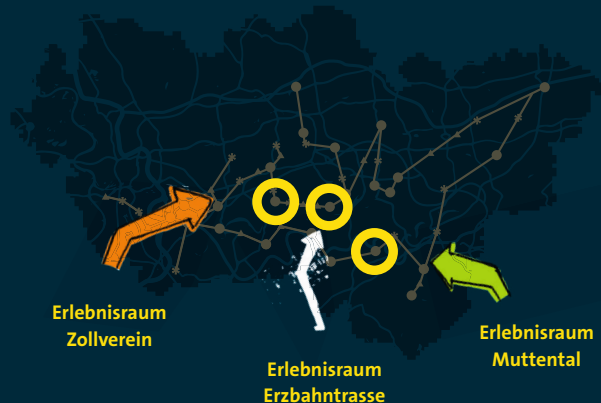 Erlebnisraum
Zollverein
Erlebnisraum
Erzbahntrasse
Erlebnisraum
Muttental